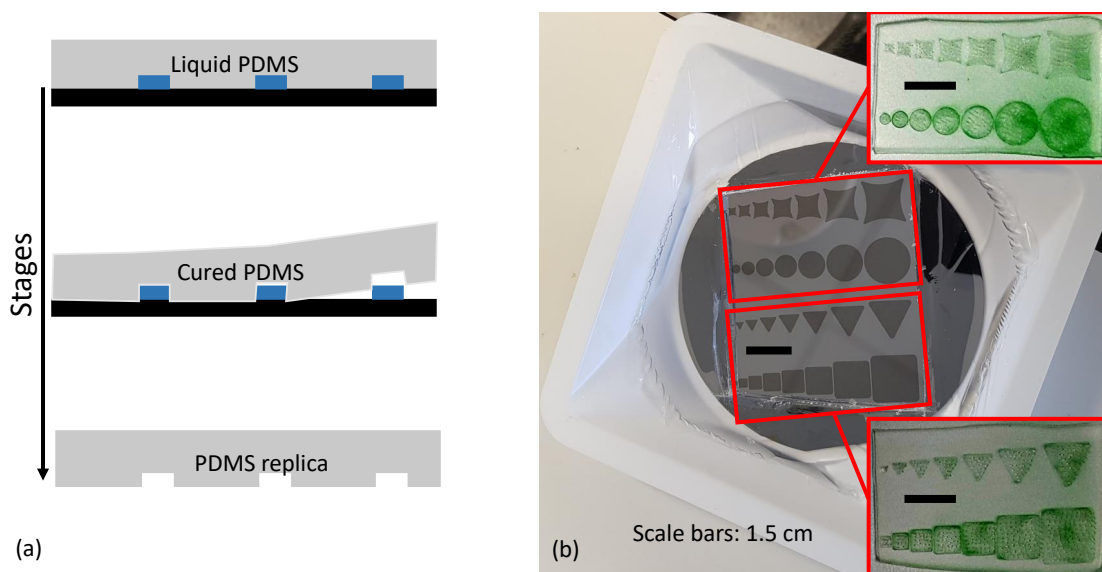 Stages
Liquid PDMS
Cured PDMS
PDMS replica
(a)
Scale bars: 1.5 cm
(b)